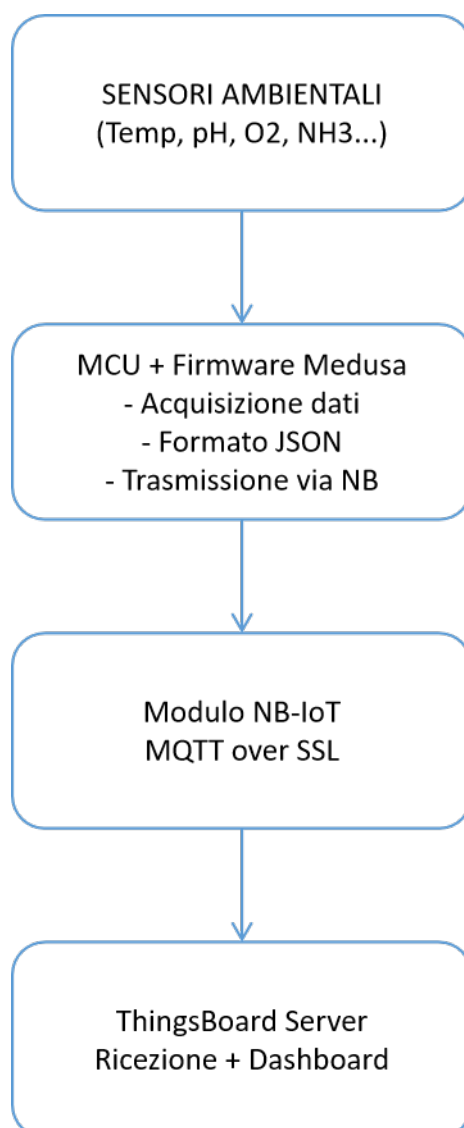 SENSORI AMBIENTALI
(Temp, pH, O2, NH3...)
MCU + Firmware Medusa
- Acquisizione dati
- Formato JSON
- Trasmissione via NB
Modulo NB-IoT
MQTT over SSL
ThingsBoard Server
Ricezione + Dashboard